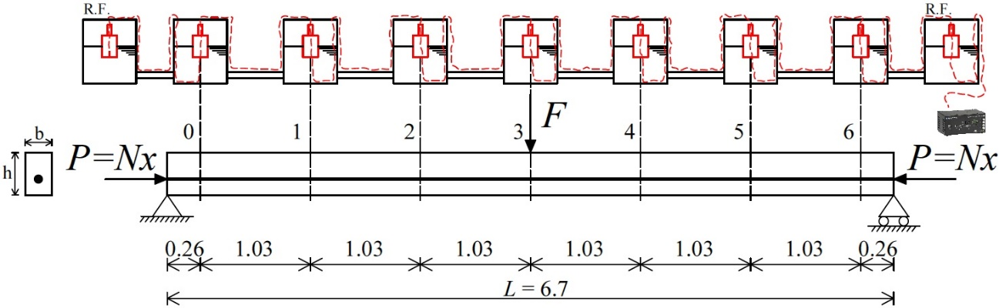 R.F. R.F.
0 1 2 3 F 4 5 6
b
h
P=Nx P=Nx
0.26 1.03 1.03 1.03 1.03 1.03 1.03 0.26
L = 6.7